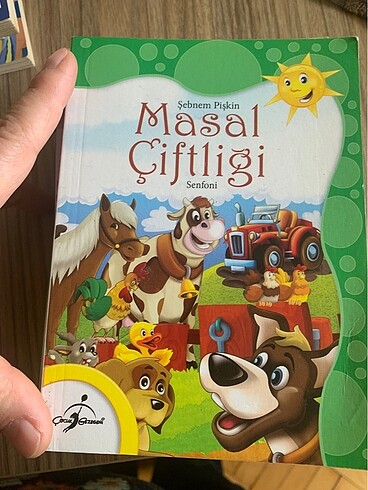 Şebnem Pişkin
Masal
Çiftliği
Senfoni
Çocuk Gezegeni